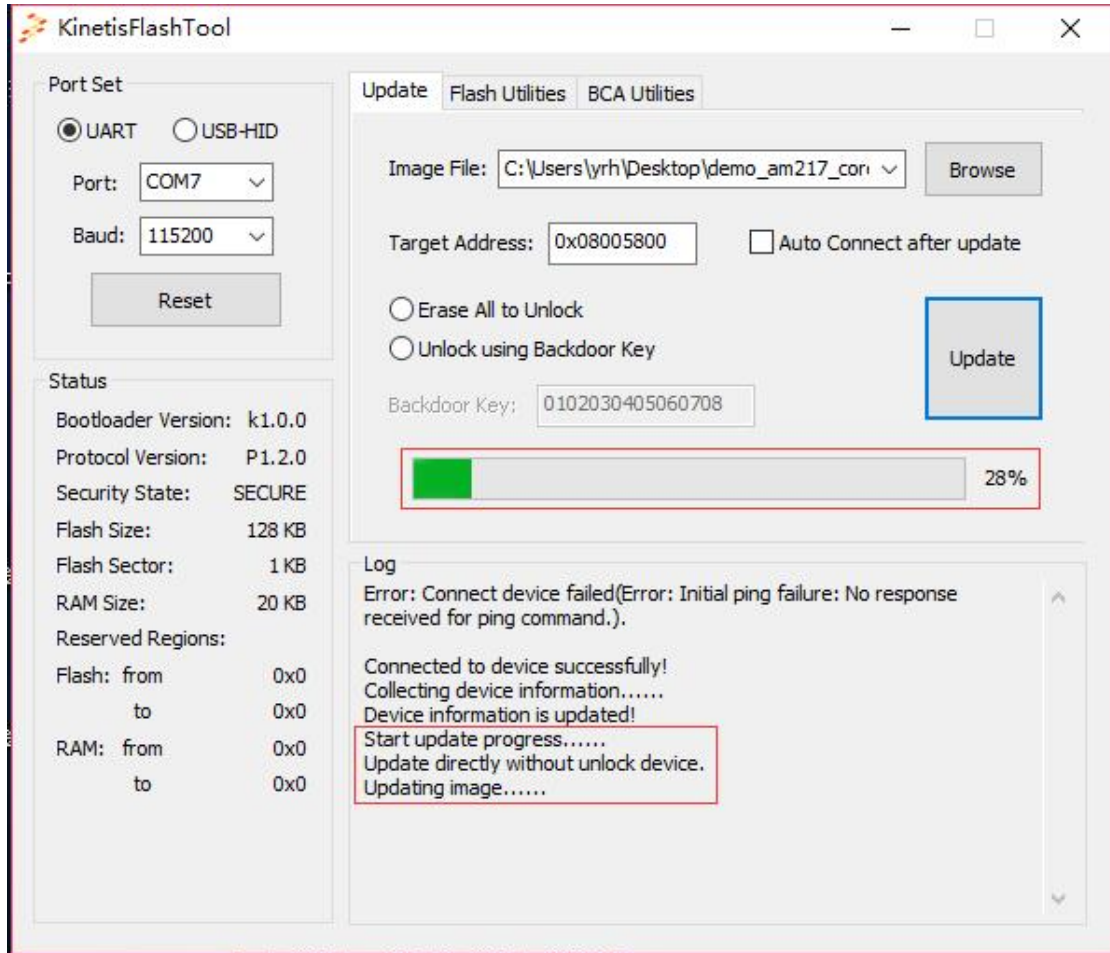 KinetisFlashTool
Port Set
UART USB-HID
Port: COM7
Baud: 115200
Reset
Status
Bootloader Version: k1.0.0
Protocol Version: P1.2.0
Security State: SECURE
Flash Size: 128 KB
Flash Sector: 1 KB
RAM Size: 20 KB
Reserved Regions:
Flash: from 0x0
to 0x0
RAM: from 0x0
to 0x0
Update Flash Utilities BCA Utilities
Image File: C:\Users\yrh\Desktop\demo_am217_cor Browse
Target Address: 0x08005800 Auto Connect after update
Erase All to Unlock
Unlock using Backdoor Key
Update
Backdoor Key: 0102030405060708
28%
Log
Error: Connect device failed(Error: Initial ping failure: No response
received for ping command.).
Connected to device successfully!
Collecting device information......
Device information is updated!
Start update progress......
Update directly without unlock device.
Updating image......